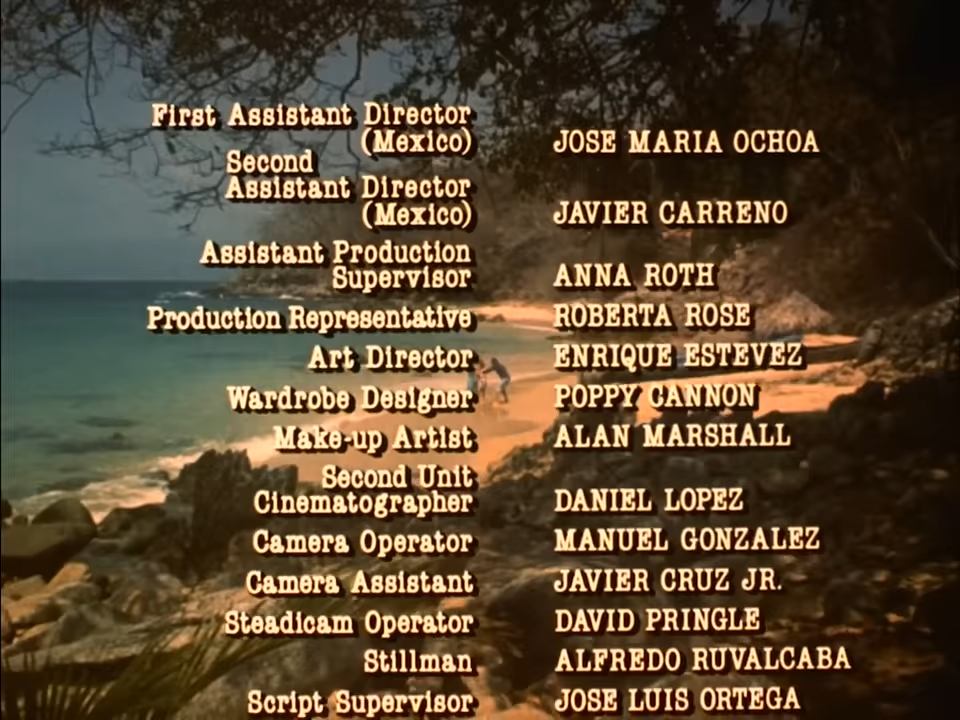 First Assistant Director
(Mexico) JOSE MARIA OCHOA
Second
Assistant Director
(Mexico) JAVIER CARRENO
Assistant Production
Supervisor ANNA ROTH
Production Representative ROBERTA ROSE
Art Director ENRIQUE ESTEVEZ
Wardrobe Designer POPPY CANNON
Make-up Artist ALAN MARSHALL
Second Unit
Cinematographer DANIEL LOPEZ
Camera Operator MANUEL GONZALEZ
Camera Assistant JAVIER CRUZ JR.
Steadicam Operator DAVID PRINGLE
Stillman ALFREDO RUVALCABA
Script Supervisor JOSE LUIS ORTEGA